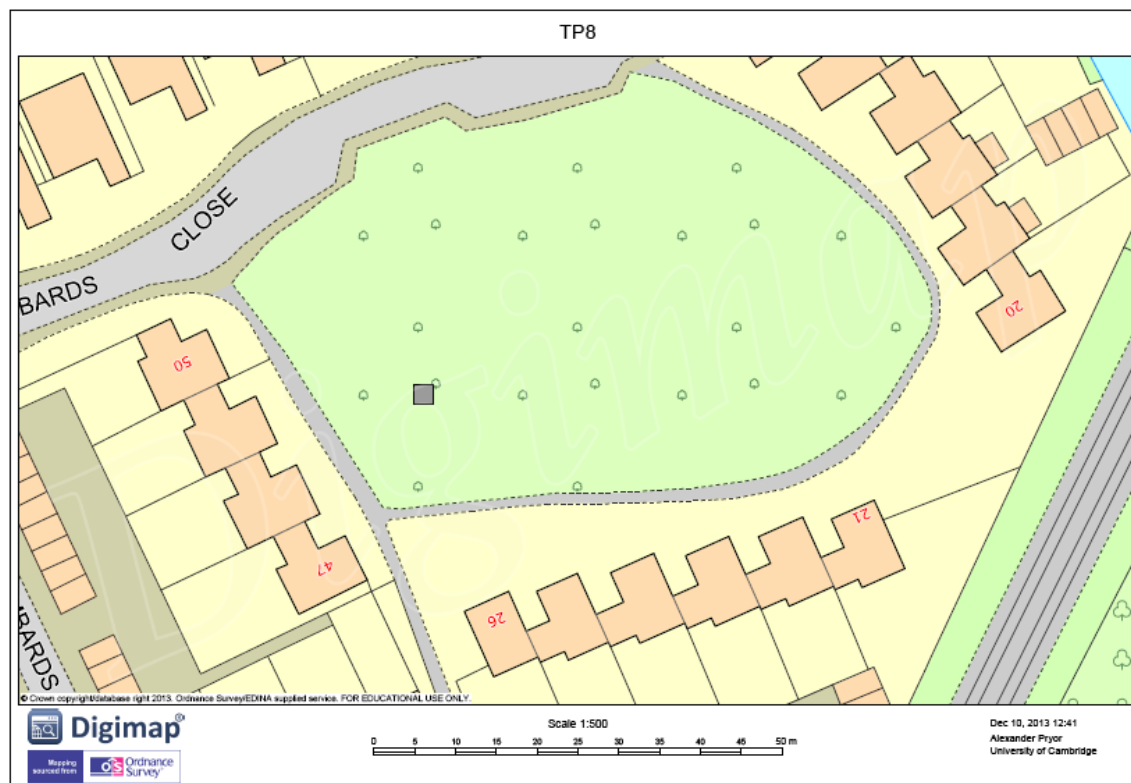 TP8
CLOSE
BARDS
50
47
20
21
26
BARDS
Digimap
© Crown copyright/database right 2013. Ordnance Survey/EDINA supplied service. FOR EDUCATIONAL USE ONLY.
Digimap®
Mapping
sourced from
OS Ordnance
Survey®
Scale 1:500
0 5 10 15 20 25 30 35 40 45 50 m
Dec 10, 2013 12:41
Alexander Pryor
University of Cambridge